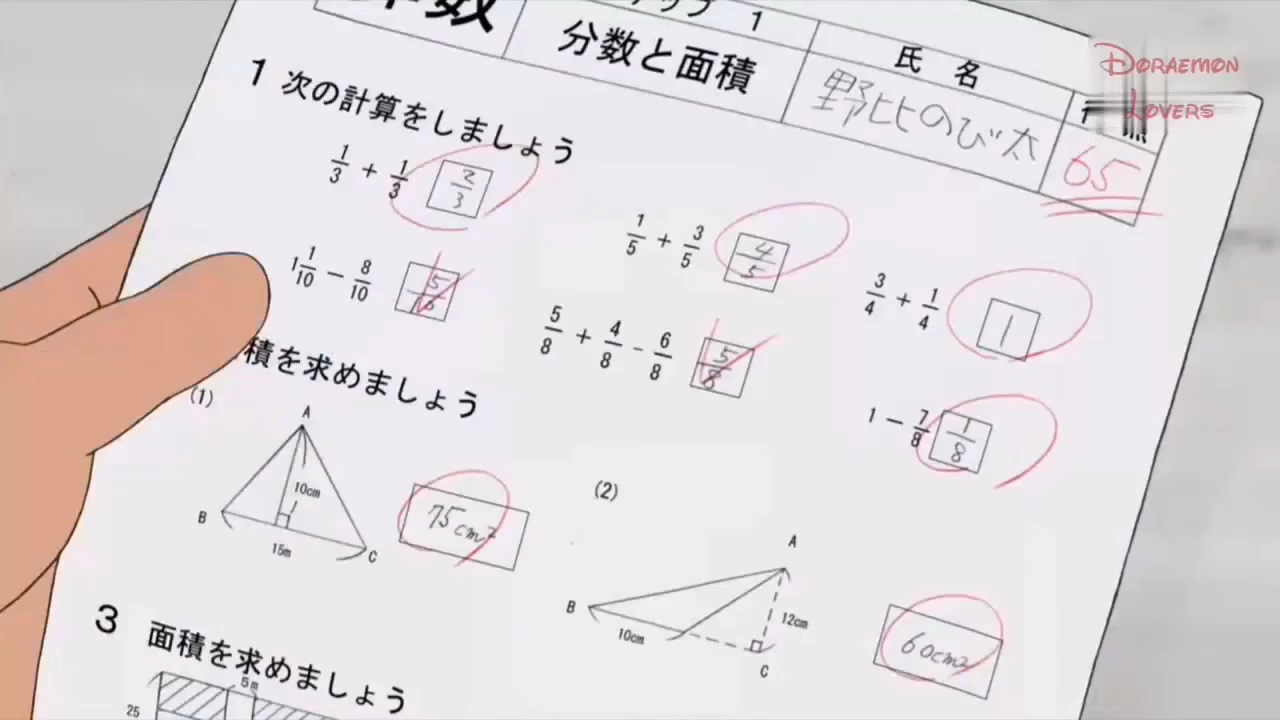 数
ップ 1
分数と面積
氏 名
野比のび太
点
65
DORAEMON
LOVERS
1 次の計算をしましょう
1/3 + 1/3 2/3
1/5 + 3/5 4/5
3/4 + 1/4 1
1 1/10 − 8/10
5/8 + 4/8 - 6/8 5/8
1 − 7/8 1/8
積を求めましょう
(1)
A
10cm
B
15m
C
75cm²
(2)
A
B
10cm
12cm
C
60cm²
3 面積を求めましょう
5m
25